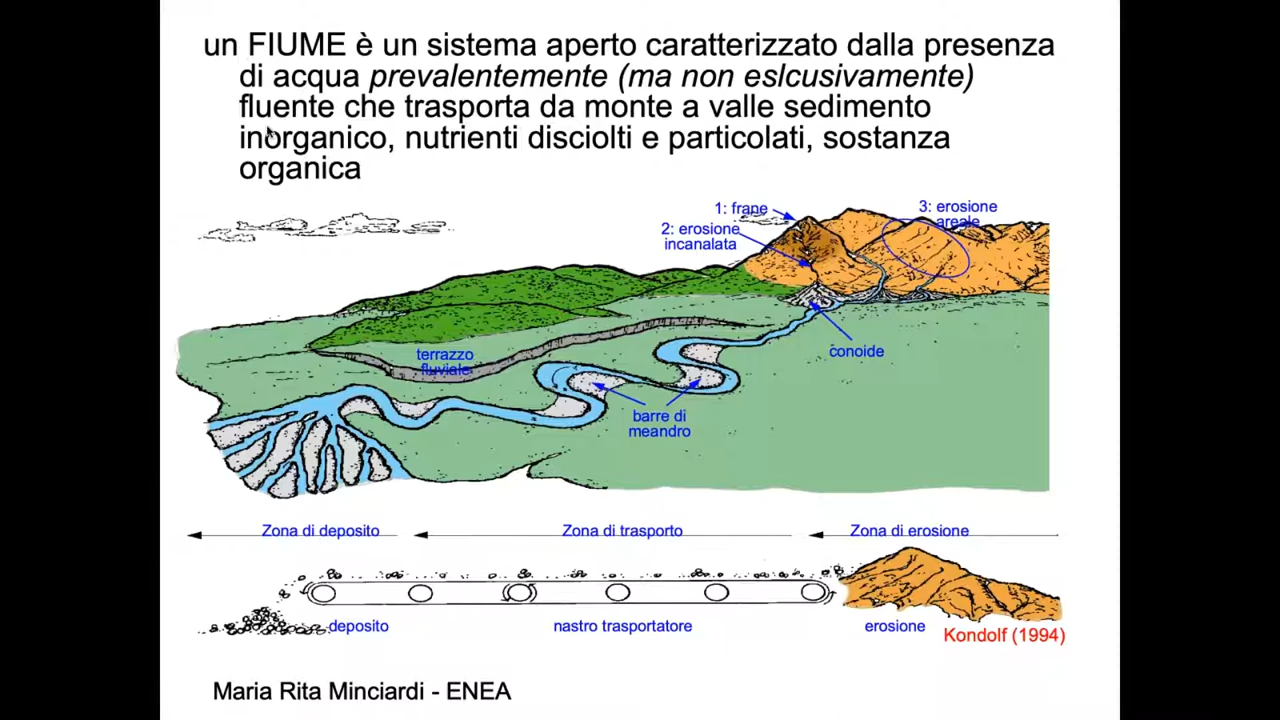 un FIUME è un sistema aperto caratterizzato dalla presenza
di acqua prevalentemente (ma non eslcusivamente)
fluente che trasporta da monte a valle sedimento
inorganico, nutrienti disciolti e particolati, sostanza
organica
1: frane
2: erosione
incanalata
3: erosione
areale
conoide
terrazzo
fluviale
barre di
meandro
Zona di deposito
Zona di trasporto
Zona di erosione
deposito
nastro trasportatore
erosione
Kondolf (1994)
Maria Rita Minciardi - ENEA